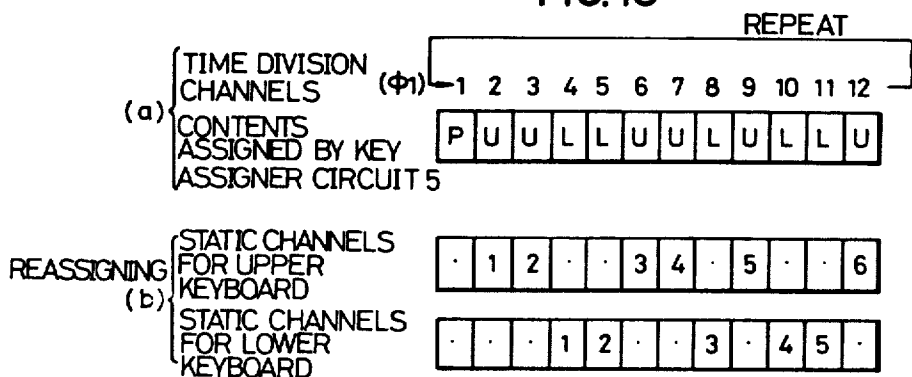 REPEAT
TIME DIVISION
CHANNELS
(ϕ1) 1 2 3 4 5 6 7 8 9 10 11 12
(a)
CONTENTS
ASSIGNED BY KEY
ASSIGNER CIRCUIT 5
P U U L L U U L U L L U
REASSIGNING
(b)
STATIC CHANNELS
FOR UPPER
KEYBOARD
· 1 2 · · 3 4 · 5 · · 6
STATIC CHANNELS
FOR LOWER
KEYBOARD
· · · 1 2 · · 3 · 4 5 ·